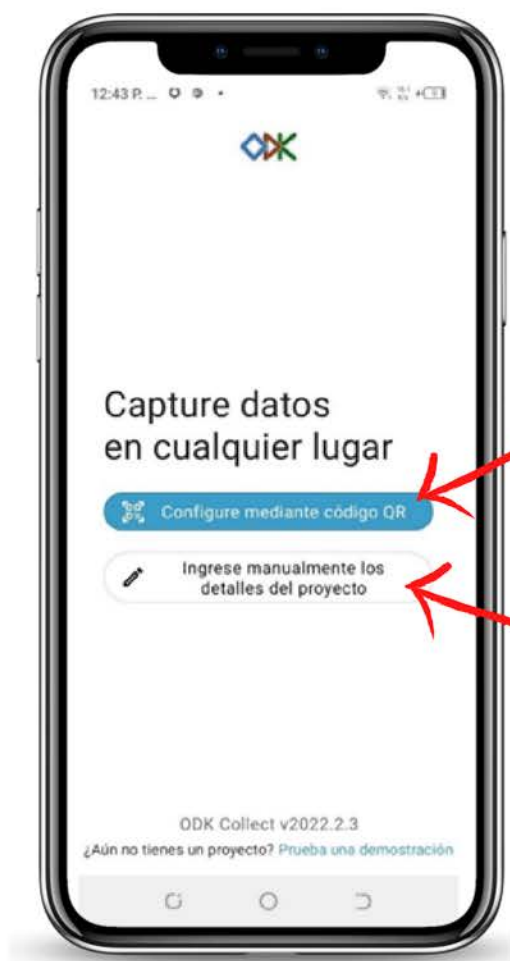 12:43 P. ...
ODK
Capture datos
en cualquier lugar
Configure mediante código QR
Ingrese manualmente los
detalles del proyecto
ODK Collect v2022.2.3
¿Aún no tienes un proyecto? Prueba una demostración